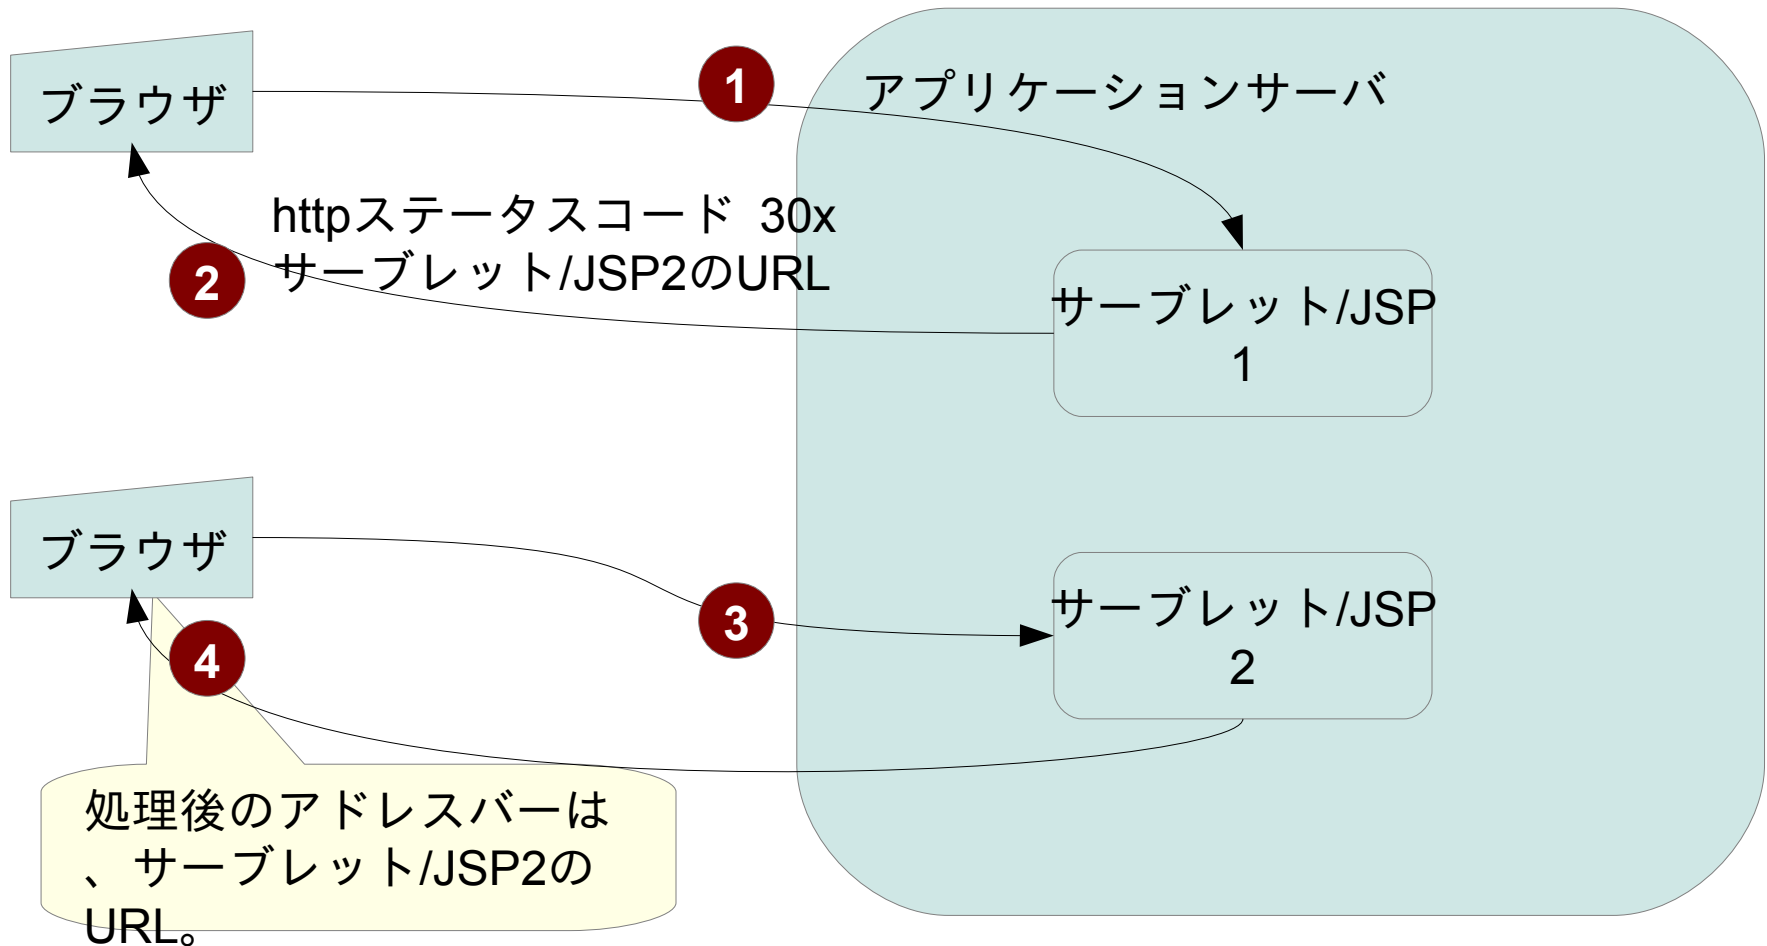 ブラウザ
1
アプリケーションサーバ
httpステータスコード 30x
サーブレット/JSP2のURL
2
サーブレット/JSP
1
ブラウザ
3
サーブレット/JSP
2
4
処理後のアドレスバーは
、サーブレット/JSP2の
URL。